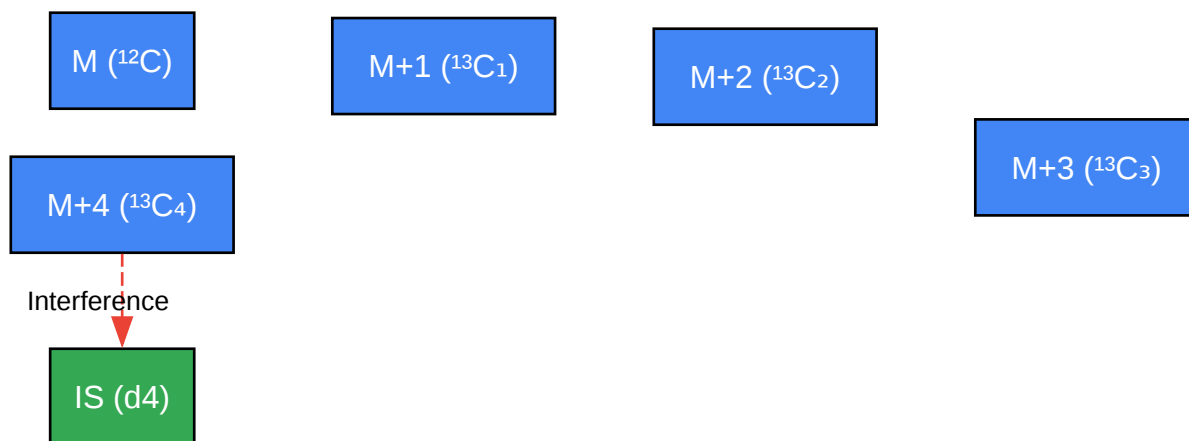 M (¹²C)
M+1 (¹³C₁)
M+2 (¹³C₂)
M+3 (¹³C₃)
M+4 (¹³C₄)
Interference
IS (d4)